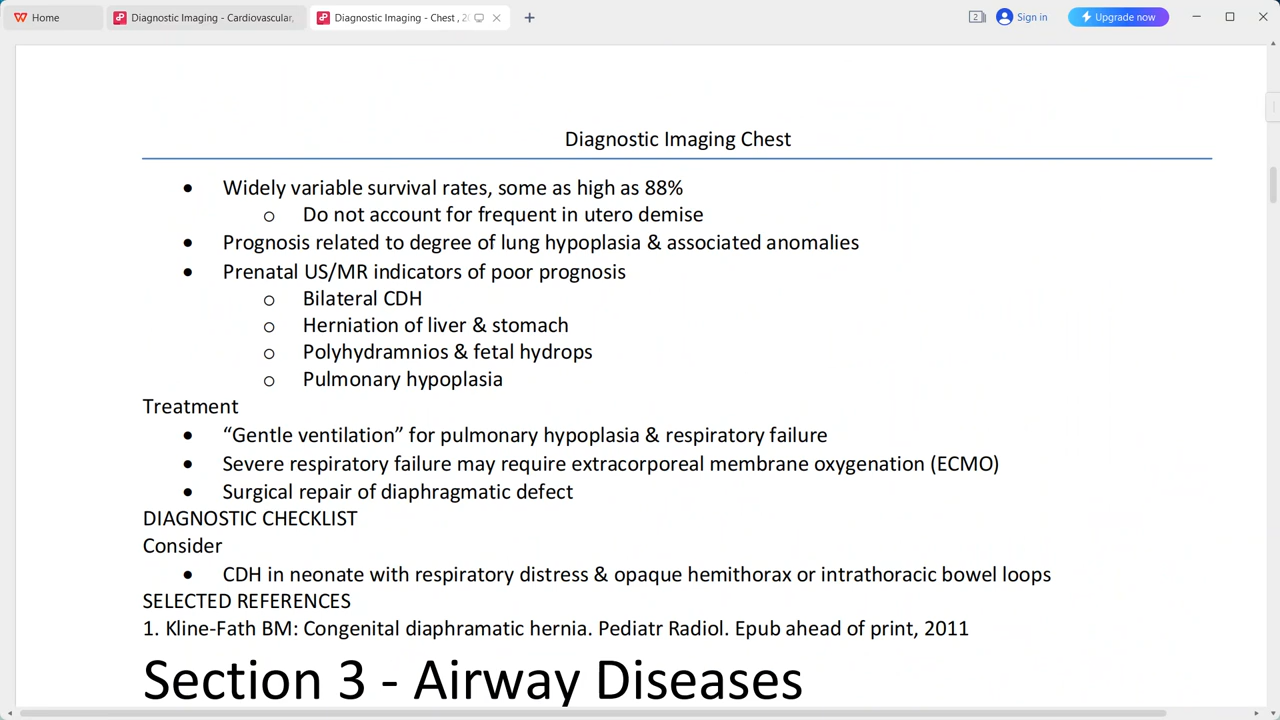 Home
Diagnostic Imaging - Cardiovascular,
Diagnostic Imaging - Chest , 2
2
Sign in
Upgrade now
Diagnostic Imaging Chest
• Widely variable survival rates, some as high as 88%
o Do not account for frequent in utero demise
• Prognosis related to degree of lung hypoplasia & associated anomalies
• Prenatal US/MR indicators of poor prognosis
o Bilateral CDH
o Herniation of liver & stomach
o Polyhydramnios & fetal hydrops
o Pulmonary hypoplasia
Treatment
• “Gentle ventilation” for pulmonary hypoplasia & respiratory failure
• Severe respiratory failure may require extracorporeal membrane oxygenation (ECMO)
• Surgical repair of diaphragmatic defect
DIAGNOSTIC CHECKLIST
Consider
• CDH in neonate with respiratory distress & opaque hemithorax or intrathoracic bowel loops
SELECTED REFERENCES
1. Kline-Fath BM: Congenital diaphramatic hernia. Pediatr Radiol. Epub ahead of print, 2011
Section 3 - Airway Diseases